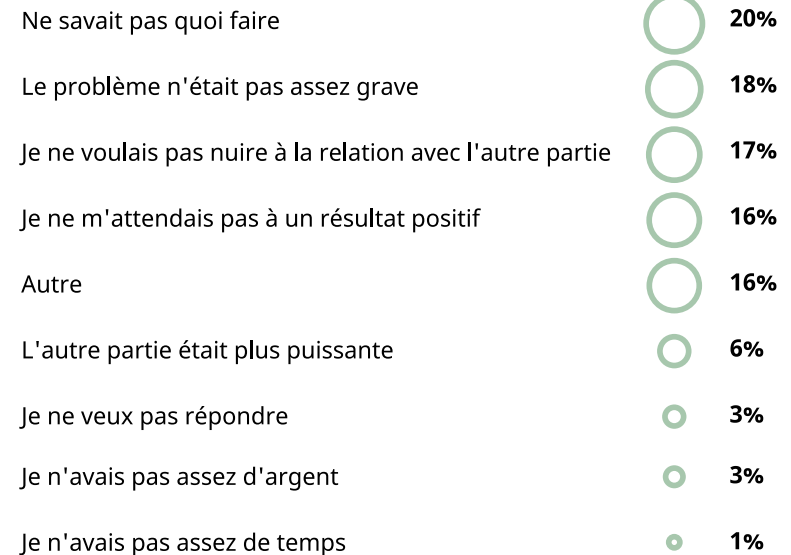 Ne savait pas quoi faire 20%
Le problème n'était pas assez grave 18%
Je ne voulais pas nuire à la relation avec l'autre partie 17%
Je ne m'attendais pas à un résultat positif 16%
Autre 16%
L'autre partie était plus puissante 6%
Je ne veux pas répondre 3%
Je n'avais pas assez d'argent 3%
Je n'avais pas assez de temps 1%